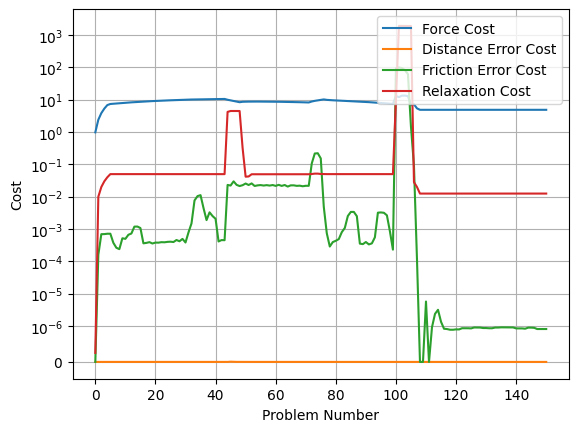 Force Cost
Distance Error Cost
Friction Error Cost
Relaxation Cost
Cost
10³
10²
10¹
10⁰
10⁻¹
10⁻²
10⁻³
10⁻⁴
10⁻⁵
10⁻⁶
0
0 20 40 60 80 100 120 140
Problem Number